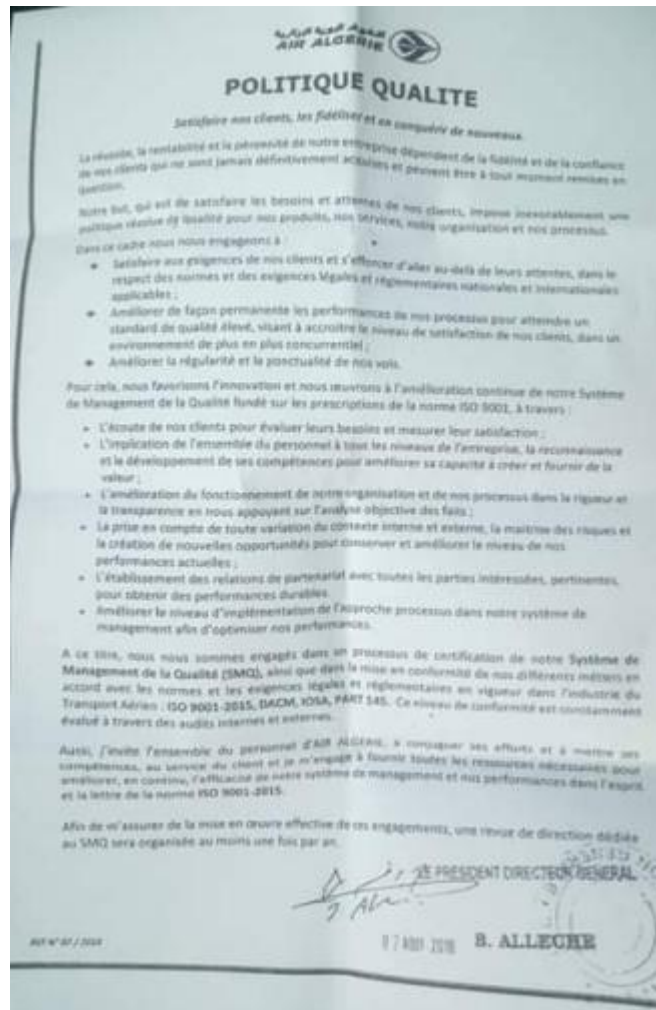 الخطوط الجوية الجزائرية
AIR ALGERIE
POLITIQUE QUALITE
Satisfaire nos clients, les fidéliser et en conquérir de nouveaux
La réussite, la rentabilité et la pérennité de notre entreprise dépendent de la fidélité et de la confiance
de nos clients qui ne sont jamais définitivement acquises et peuvent être à tout moment remises en
question.
Notre but, qui est de satisfaire les besoins et attentes de nos clients, impose inexorablement une
politique résolue de qualité pour nos produits, nos services, notre organisation et nos processus.
Dans ce cadre nous nous engageons à :
• Satisfaire aux exigences de nos clients et s'efforcer d'aller au-delà de leurs attentes, dans le
respect des normes et des exigences légales et réglementaires nationales et internationales
applicables ;
• Améliorer de façon permanente les performances de nos processus pour atteindre un
standard de qualité élevé, visant à accroitre le niveau de satisfaction de nos clients, dans un
environnement de plus en plus concurrentiel ;
• Améliorer la régularité et la ponctualité de nos vols.
Pour cela, nous favorisons l'innovation et nous œuvrons à l'amélioration continue de notre Système
de Management de la Qualité fondé sur les prescriptions de la norme ISO 9001, à travers :
• L'écoute de nos clients pour évaluer leurs besoins et mesurer leur satisfaction ;
• L'implication de l'ensemble du personnel à tous les niveaux de l'entreprise, la reconnaissance
et le développement de ses compétences pour améliorer sa capacité à créer et fournir de la
valeur ;
• L'amélioration du fonctionnement de notre organisation et de nos processus dans la rigueur et
la transparence en nous appuyant sur l'analyse objective des faits ;
• La prise en compte de toute variation du contexte interne et externe, la maitrise des risques et
la création de nouvelles opportunités pour conserver et améliorer le niveau de nos
performances actuelles ;
• L'établissement des relations de partenariat avec toutes les parties intéressées, pertinentes,
pour obtenir des performances durables.
• Améliorer le niveau d'implémentation de l'approche processus dans notre système de
management afin d'optimiser nos performances.
A ce titre, nous nous sommes engagés dans un processus de certification de notre Système de
Management de la Qualité (SMQ), ainsi que dans la mise en conformité de nos différents métiers en
accord avec les normes et les exigences légales et réglementaires en vigueur dans l'industrie du
Transport Aérien : ISO 9001-2015, DACM, IOSA, PART 145. Ce niveau de conformité est constamment
évalué à travers des audits internes et externes.
Aussi, j'invite l'ensemble du personnel d'AIR ALGERIE, à conjuguer ses efforts et à mettre ses
compétences, au service du client et je m'engage à fournir toutes les ressources nécessaires pour
améliorer, en continu, l'efficacité de notre système de management et nos performances dans l'esprit
et la lettre de la norme ISO 9001-2015.
Afin de m'assurer de la mise en œuvre effective de ces engagements, une revue de direction dédiée
au SMQ sera organisée au moins une fois par an.
LE PRESIDENT DIRECTEUR GENERAL
B. ALLECHE